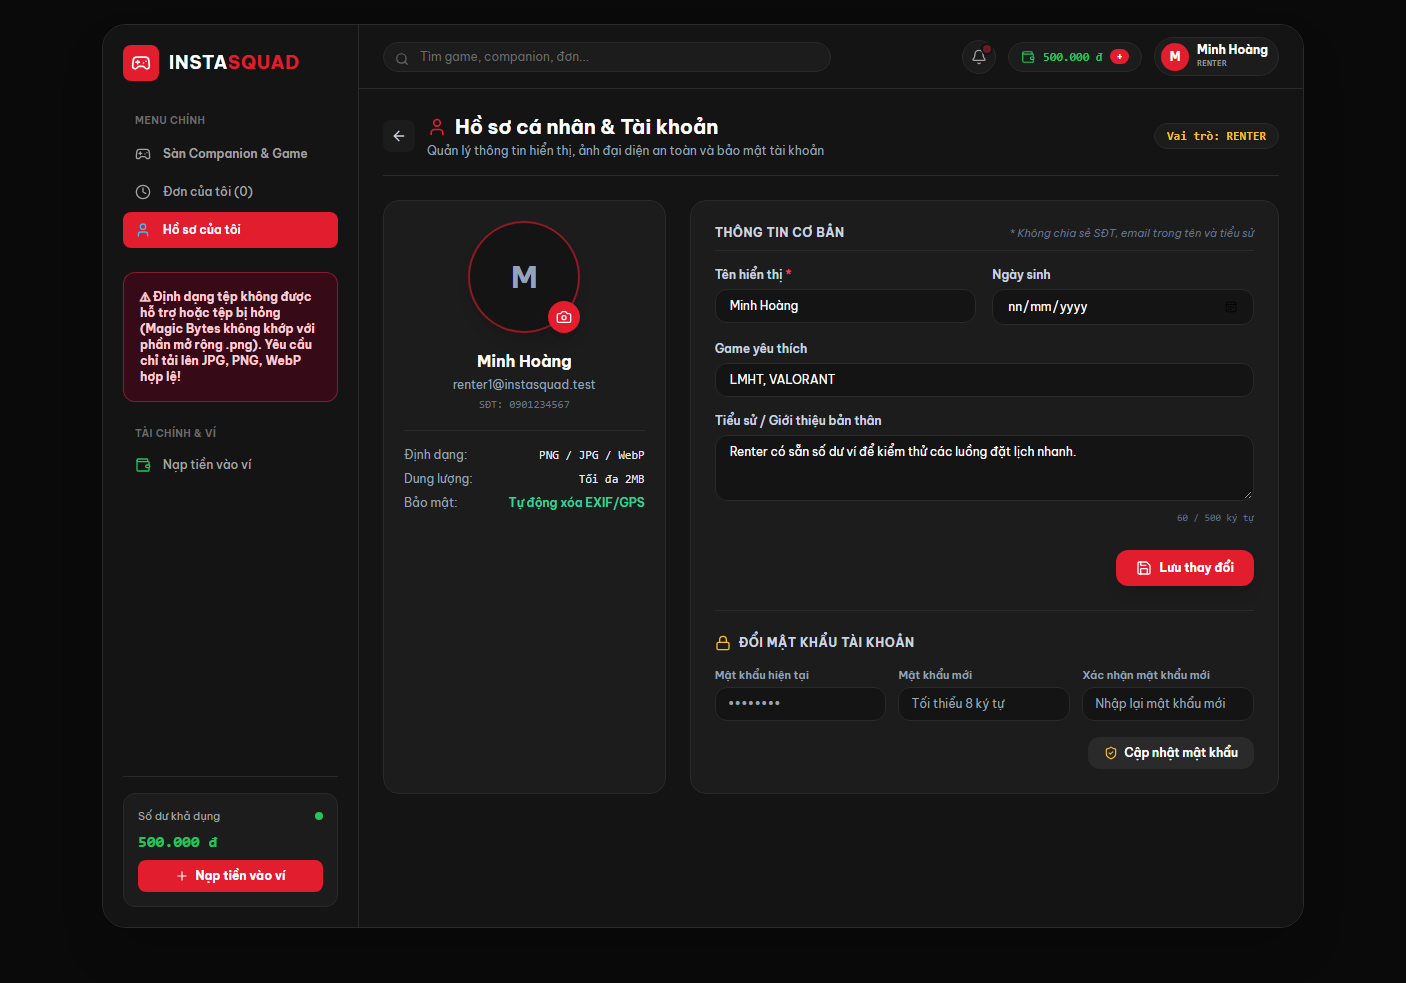 INSTASQUAD
Tìm game, companion, đơn...
500.000 đ +
M
Minh Hoàng
RENTER
MENU CHÍNH
Sàn Companion & Game
Đơn của tôi (0)
Hồ sơ của tôi
⚠ Định dạng tệp không được
hỗ trợ hoặc tệp bị hỏng
(Magic Bytes không khớp với
phần mở rộng .png). Yêu cầu
chỉ tải lên JPG, PNG, WebP
hợp lệ!
TÀI CHÍNH & VÍ
Nạp tiền vào ví
Số dư khả dụng
500.000 đ
Nạp tiền vào ví
Hồ sơ cá nhân & Tài khoản
Quản lý thông tin hiển thị, ảnh đại diện an toàn và bảo mật tài khoản
Vai trò: RENTER
M
Minh Hoàng
renter1@instasquad.test
SĐT: 0901234567
Định dạng: PNG / JPG / WebP
Dung lượng: Tối đa 2MB
Bảo mật: Tự động xóa EXIF/GPS
THÔNG TIN CƠ BẢN
* Không chia sẻ SĐT, email trong tên và tiểu sử
Tên hiển thị *
Ngày sinh
Minh Hoàng
nn/mm/yyyy
Game yêu thích
LMHT, VALORANT
Tiểu sử / Giới thiệu bản thân
Renter có sẵn số dư ví để kiểm thử các luồng đặt lịch nhanh.
60 / 500 ký tự
Lưu thay đổi
ĐỔI MẬT KHẨU TÀI KHOẢN
Mật khẩu hiện tại
Mật khẩu mới
Xác nhận mật khẩu mới
••••••••
Tối thiểu 8 ký tự
Nhập lại mật khẩu mới
Cập nhật mật khẩu